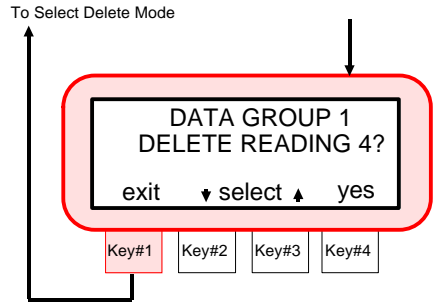 To Select Delete Mode
DATA GROUP 1
DELETE READING 4?
exit select yes
Key#1 Key#2 Key#3 Key#4